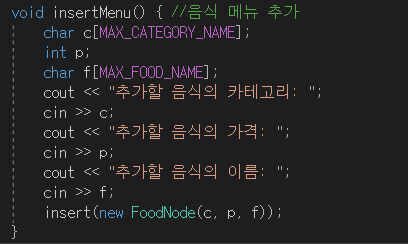 void insertMenu() { //음식 메뉴 추가
char c[MAX_CATEGORY_NAME];
int p;
char f[MAX_FOOD_NAME];
cout << "추가할 음식의 카테고리: ";
cin >> c;
cout << "추가할 음식의 가격: ";
cin >> p;
cout << "추가할 음식의 이름: ";
cin >> f;
insert(new FoodNode(c, p, f));
}